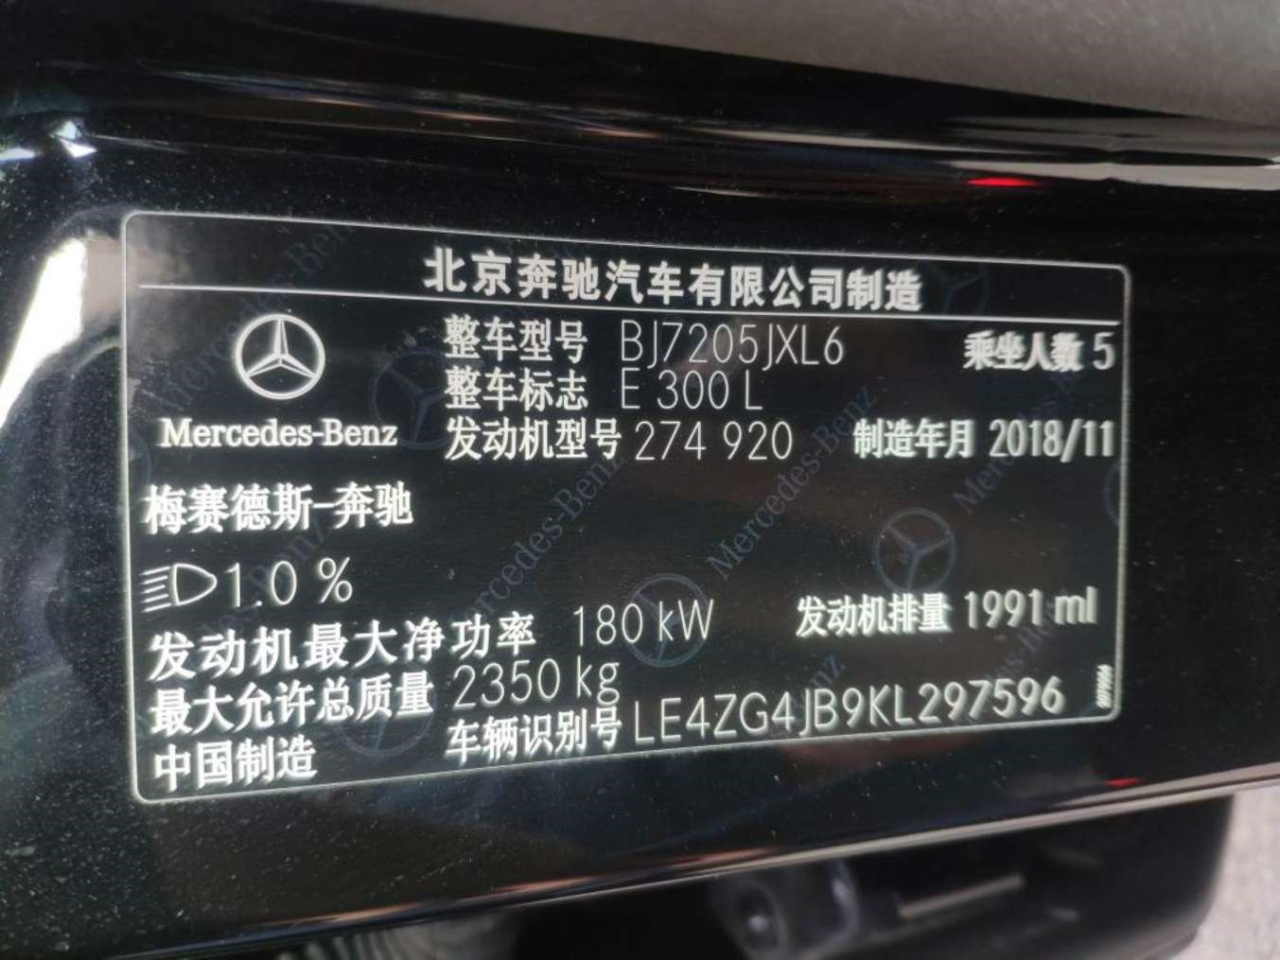 北京奔驰汽车有限公司制造
整车型号 BJ7205JXL6 乘坐人数 5
整车标志 E 300 L
Mercedes-Benz 发动机型号 274 920 制造年月 2018/11
梅赛德斯-奔驰
1.0 %
发动机最大净功率 180 kW 发动机排量 1991 ml
最大允许总质量 2350 kg
中国制造 车辆识别号 LE4ZG4JB9KL297596